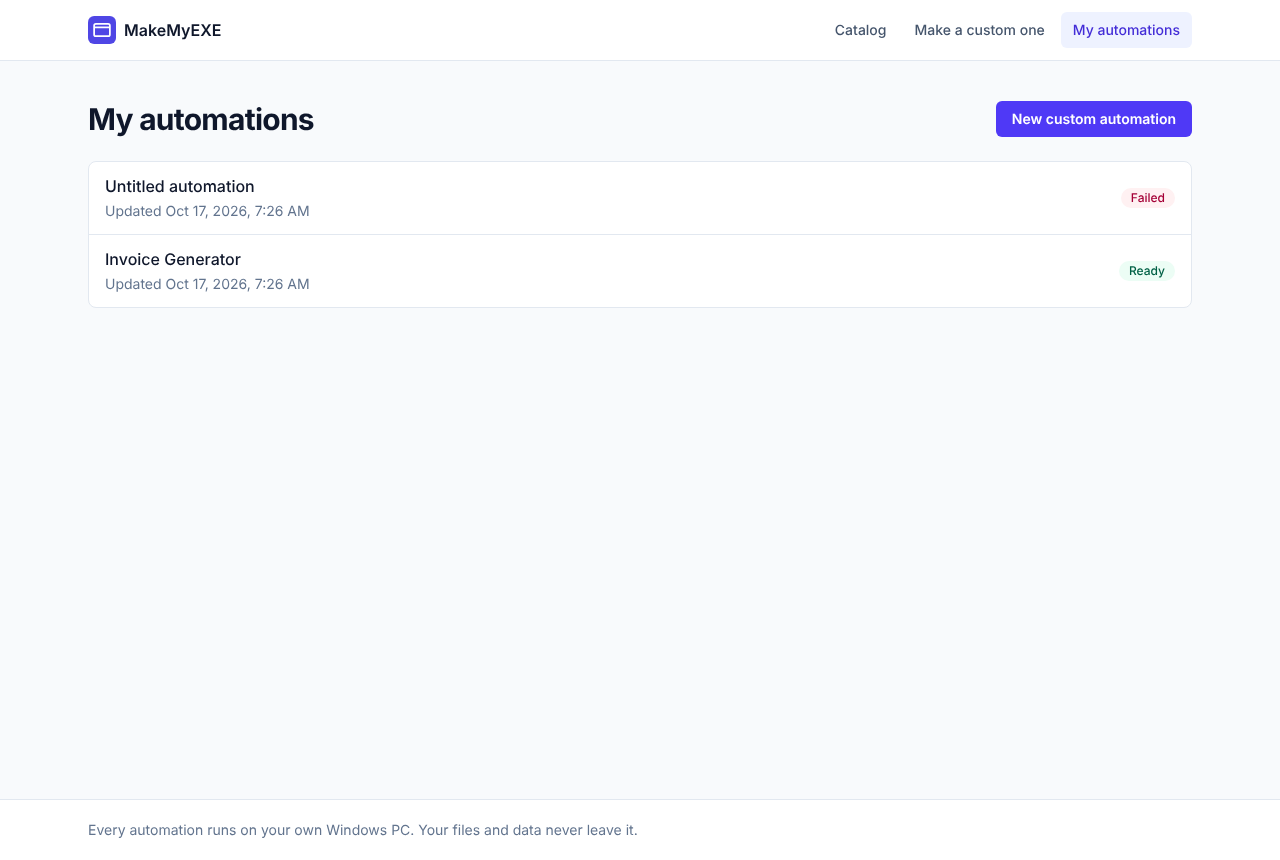 MakeMyEXE
Catalog
Make a custom one
My automations
My automations
New custom automation
Untitled automation
Updated Oct 17, 2026, 7:26 AM
Failed
Invoice Generator
Updated Oct 17, 2026, 7:26 AM
Ready
Every automation runs on your own Windows PC. Your files and data never leave it.